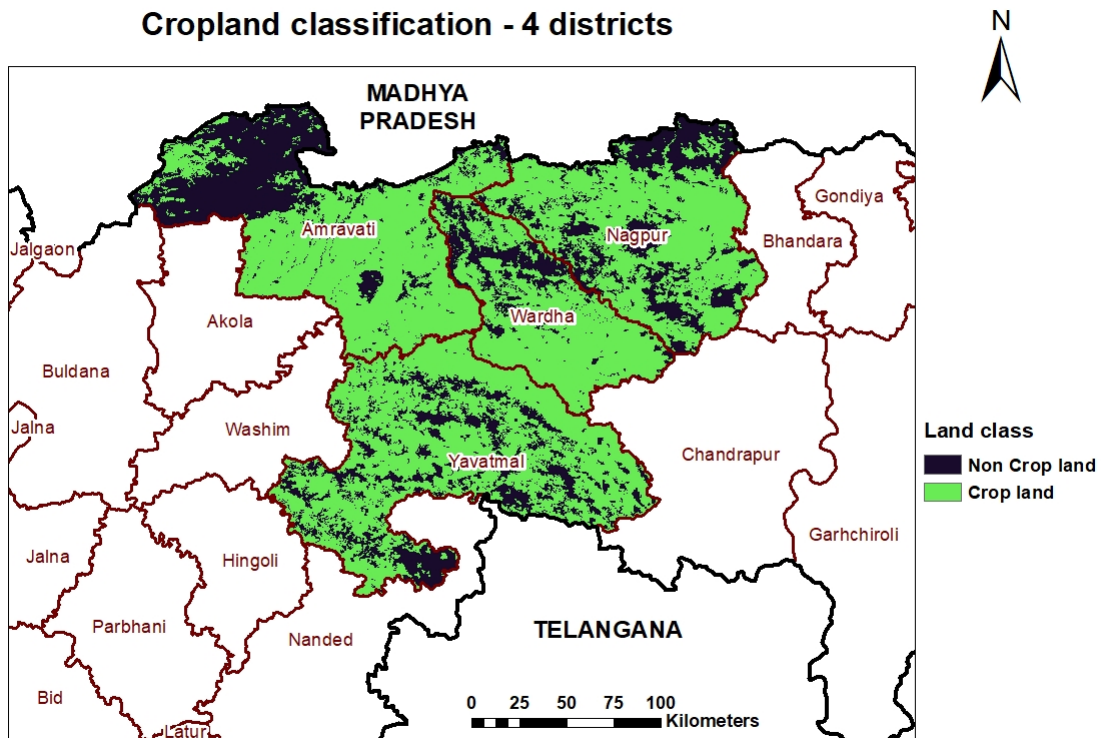 Cropland classification - 4 districts
N
MADHYA
PRADESH
Gondiya
Amravati
Nagpur
Bhandara
Jalgaon
Akola
Wardha
Buldana
Jalna
Washim
Yavatmal
Chandrapur
Land class
Non Crop land
Crop land
Jalna
Hingoli
Garhchiroli
Parbhani
Nanded
TELANGANA
Bid
Latur
0 25 50 75 100
Kilometers